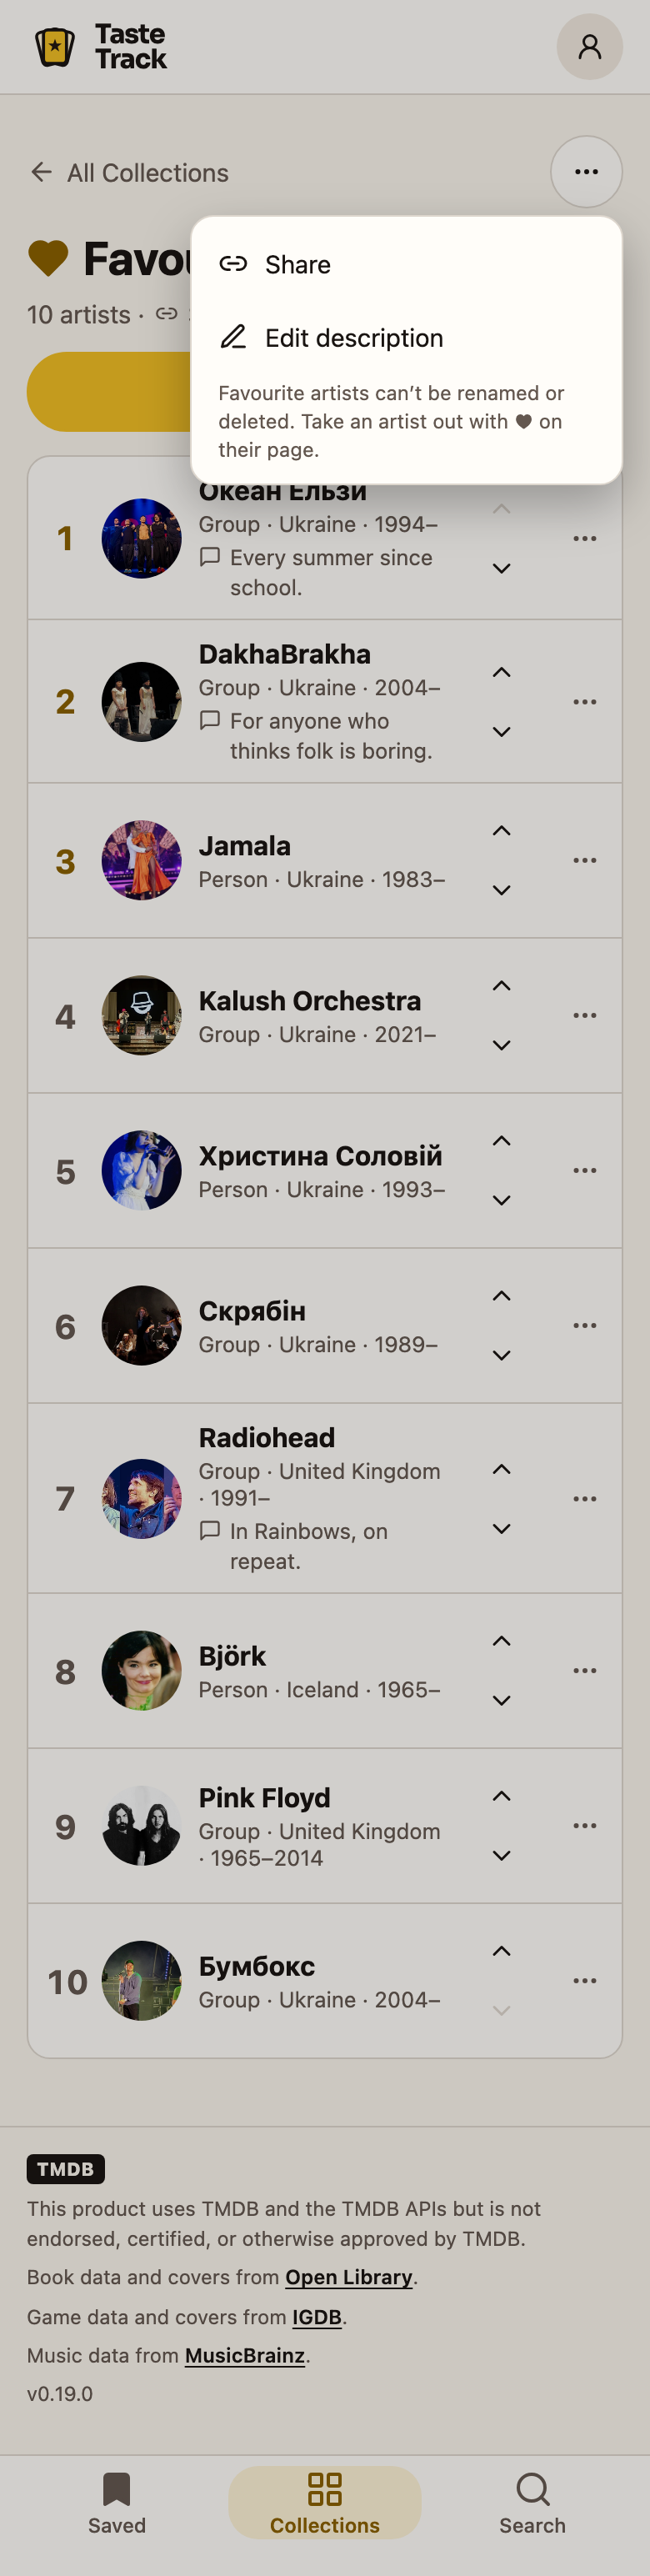 Taste
Track
All Collections
Share
10 artists ·
Edit description
Favourite artists can’t be renamed or
deleted. Take an artist out with ♥ on
their page.
1
Океан Ельзи
Group · Ukraine · 1994–
Every summer since
school.
2
DakhaBrakha
Group · Ukraine · 2004–
For anyone who
thinks folk is boring.
3
Jamala
Person · Ukraine · 1983–
4
Kalush Orchestra
Group · Ukraine · 2021–
5
Христина Соловій
Person · Ukraine · 1993–
6
Скрябін
Group · Ukraine · 1989–
7
Radiohead
Group · United Kingdom
· 1991–
In Rainbows, on
repeat.
8
Björk
Person · Iceland · 1965–
9
Pink Floyd
Group · United Kingdom
· 1965–2014
10
Бумбокс
Group · Ukraine · 2004–
TMDB
This product uses TMDB and the TMDB APIs but is not
endorsed, certified, or otherwise approved by TMDB.
Book data and covers from Open Library.
Game data and covers from IGDB.
Music data from MusicBrainz.
v0.19.0
Saved
Collections
Search